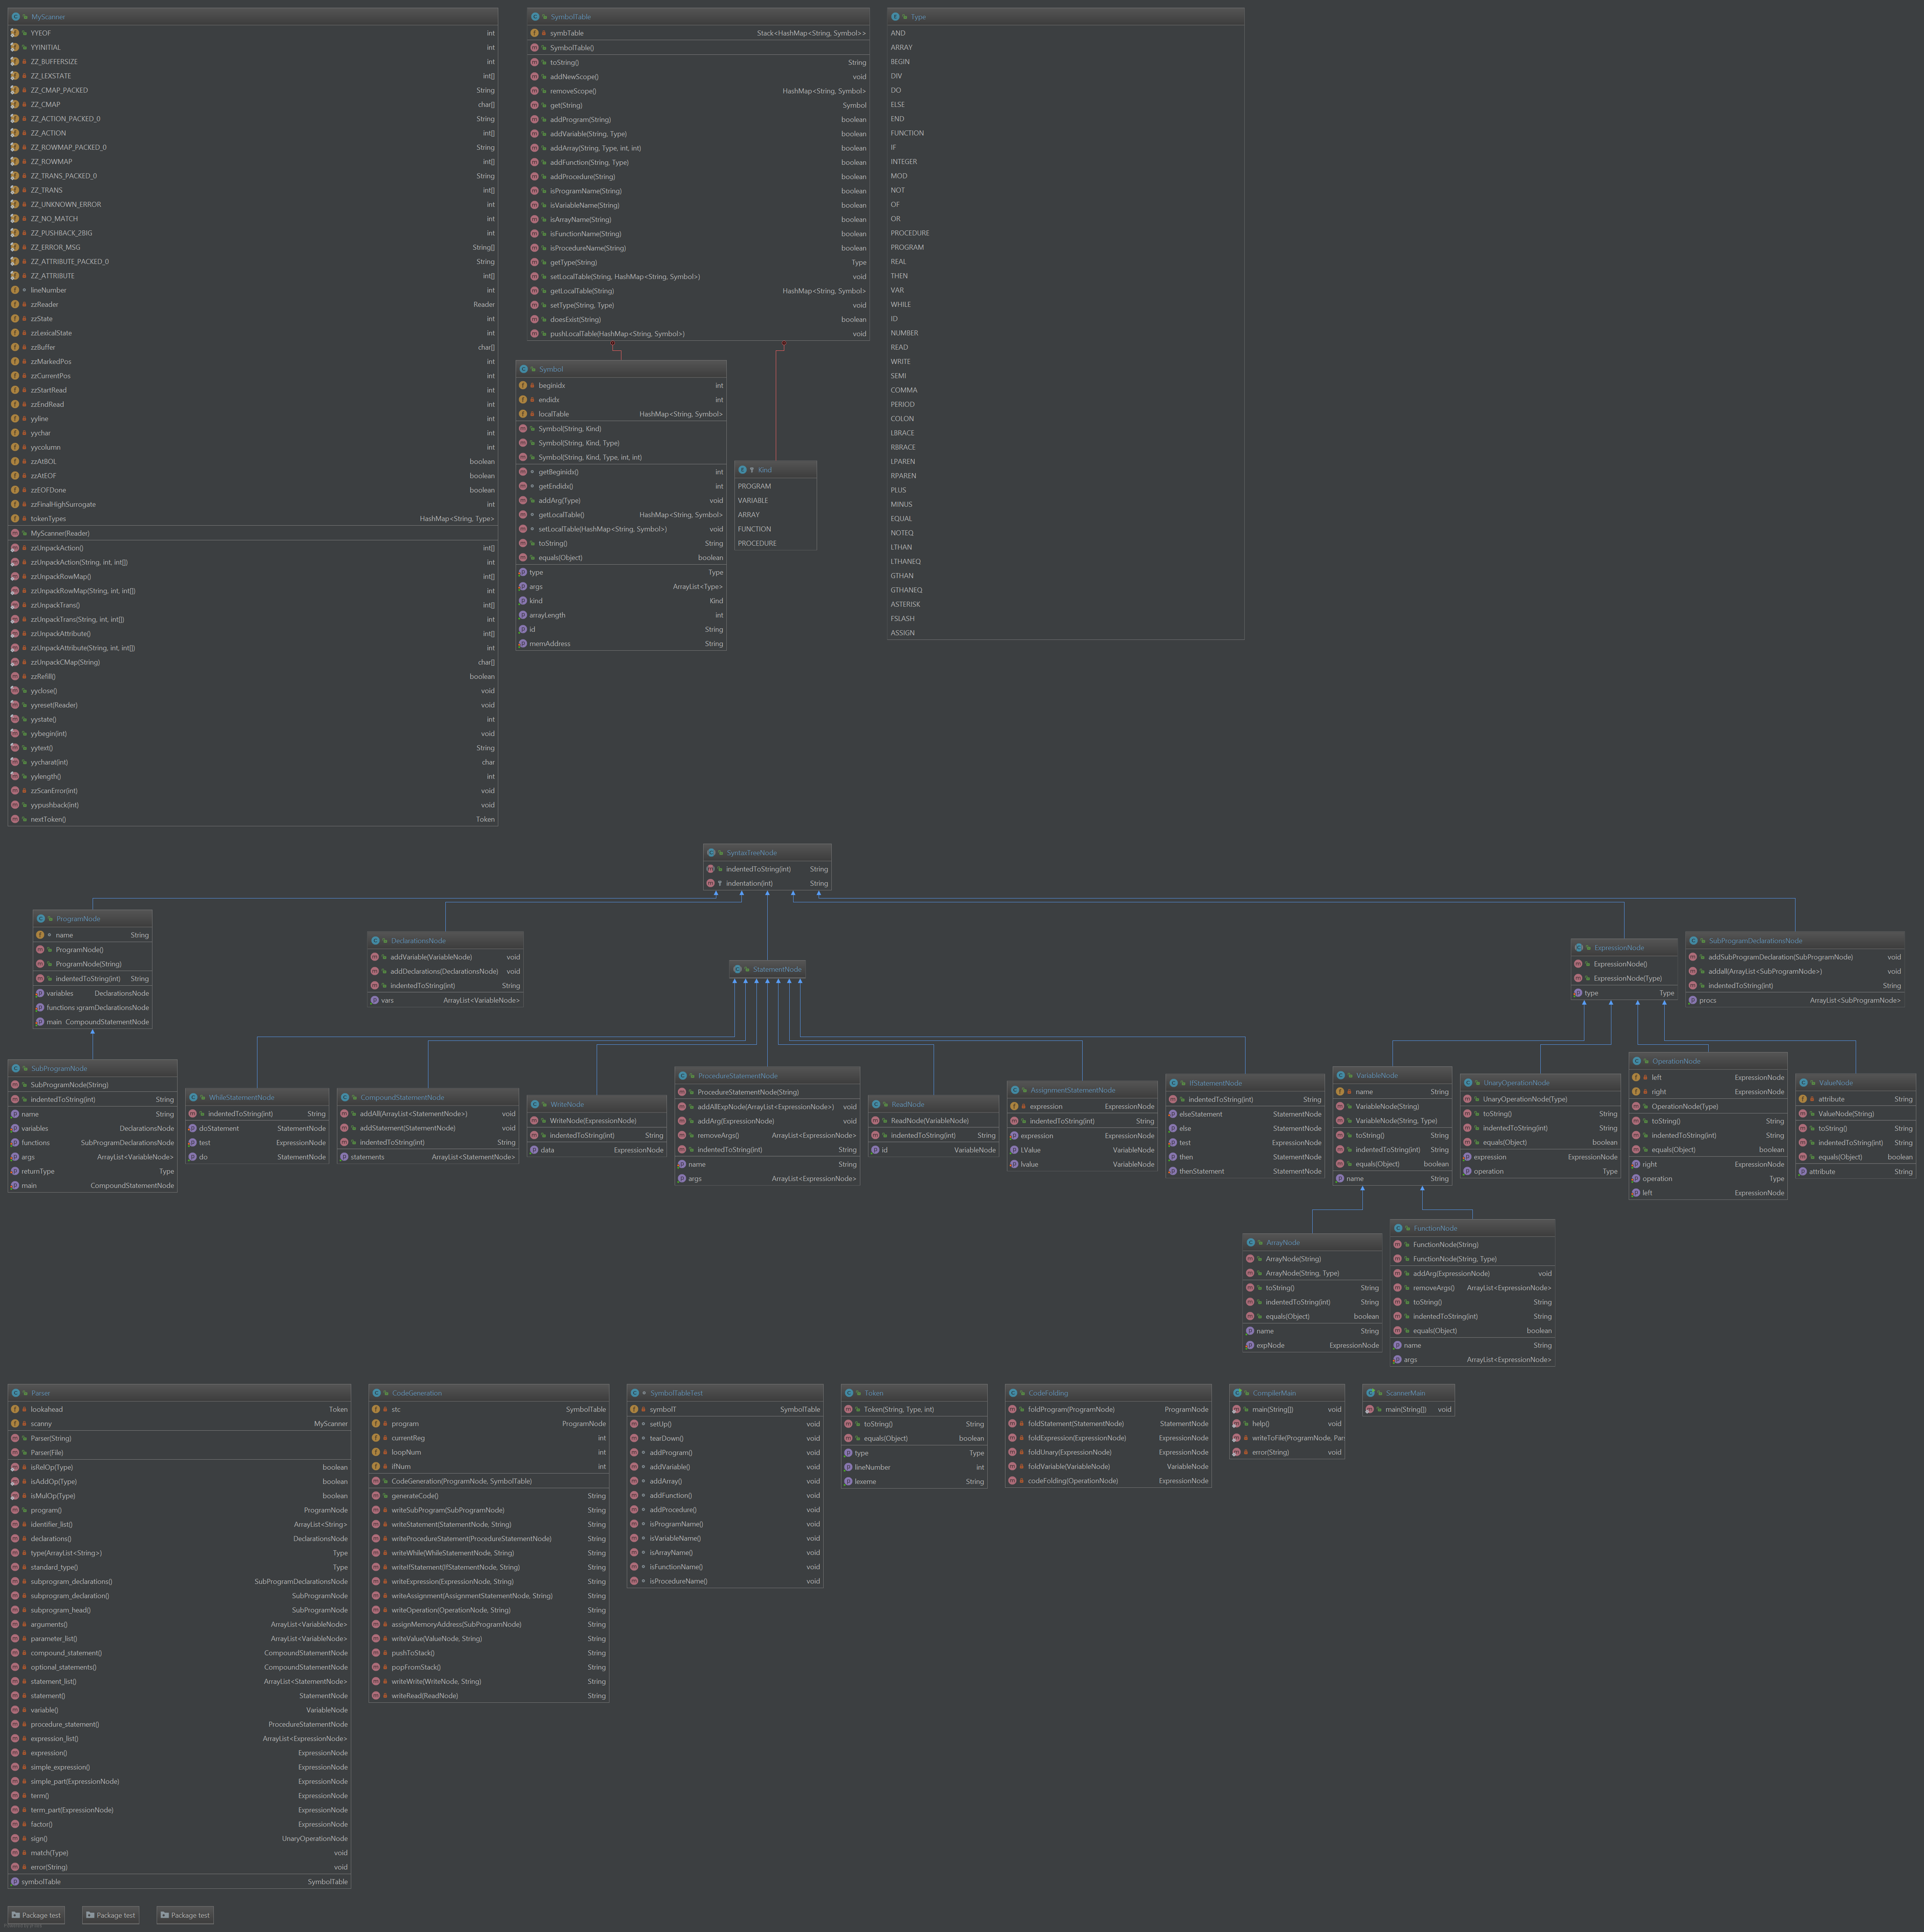 MyScanner
YYEOF int
YYINITIAL int
ZZ_BUFFERSIZE int
ZZ_LEXSTATE int[]
ZZ_CMAP_PACKED String
ZZ_CMAP char[]
ZZ_ACTION_PACKED_0 String
ZZ_ACTION int[]
ZZ_ROWMAP_PACKED_0 String
ZZ_ROWMAP int[]
ZZ_TRANS_PACKED_0 String
ZZ_TRANS int[]
ZZ_UNKNOWN_ERROR int
ZZ_NO_MATCH int
ZZ_PUSHBACK_2BIG int
ZZ_ERROR_MSG String[]
ZZ_ATTRIBUTE_PACKED_0 String
ZZ_ATTRIBUTE int[]
lineNumber int
zzReader Reader
zzState int
zzLexicalState int
zzBuffer char[]
zzMarkedPos int
zzCurrentPos int
zzStartRead int
zzEndRead int
yyline int
yychar int
yycolumn int
zzAtBOL boolean
zzAtEOF boolean
zzEOFDone boolean
zzFinalHighSurrogate int
tokenTypes HashMap<String, Type>
MyScanner(Reader)
zzUnpackAction() int[]
zzUnpackAction(String, int, int[]) int
zzUnpackRowMap() int[]
zzUnpackRowMap(String, int, int[]) int
zzUnpackTrans() int[]
zzUnpackTrans(String, int, int[]) int
zzUnpackAttribute() int[]
zzUnpackAttribute(String, int, int[]) int
zzUnpackCMap(String) char[]
zzRefill() boolean
yyclose() void
yyreset(Reader) void
yystate() int
yybegin(int) void
yytext() String
yycharat(int) char
yylength() int
zzScanError(int) void
yypushback(int) void
nextToken() Token
SymbolTable
symbTable Stack<HashMap<String, Symbol>>
SymbolTable()
toString() String
addNewScope() void
removeScope() HashMap<String, Symbol>
get(String) Symbol
addProgram(String) boolean
addVariable(String, Type) boolean
addArray(String, Type, int, int) boolean
addFunction(String, Type) boolean
addProcedure(String) boolean
isProgramName(String) boolean
isVariableName(String) boolean
isArrayName(String) boolean
isFunctionName(String) boolean
isProcedureName(String) boolean
getType(String) Type
setLocalTable(String, HashMap<String, Symbol>) void
getLocalTable(String) HashMap<String, Symbol>
setType(String, Type) void
doesExist(String) boolean
pushLocalTable(HashMap<String, Symbol>) void
Symbol
beginidx int
endidx int
localTable HashMap<String, Symbol>
Symbol(String, Kind)
Symbol(String, Kind, Type)
Symbol(String, Kind, Type, int, int)
getBeginidx() int
getEndidx() int
addArg(Type) void
getLocalTable() HashMap<String, Symbol>
setLocalTable(HashMap<String, Symbol>) void
toString() String
equals(Object) boolean
type Type
args ArrayList<Type>
kind Kind
arrayLength int
id String
memAddress String
Kind
PROGRAM
VARIABLE
ARRAY
FUNCTION
PROCEDURE
Type
AND
ARRAY
BEGIN
DIV
DO
ELSE
END
FUNCTION
IF
INTEGER
MOD
NOT
OF
OR
PROCEDURE
PROGRAM
REAL
THEN
VAR
WHILE
ID
NUMBER
READ
WRITE
SEMI
COMMA
PERIOD
COLON
LBRACE
RBRACE
LPAREN
RPAREN
PLUS
MINUS
EQUAL
NOTEQ
LTHAN
LTHANEQ
GTHAN
GTHANEQ
ASTERISK
FSLASH
ASSIGN
SyntaxTreeNode
indentedToString(int) String
indentation(int) String
ProgramNode
name String
ProgramNode()
ProgramNode(String)
indentedToString(int) String
variables DeclarationsNode
functions ıgramDeclarationsNode
main CompoundStatementNode
DeclarationsNode
addVariable(VariableNode) void
addDeclarations(DeclarationsNode) void
indentedToString(int) String
vars ArrayList<VariableNode>
StatementNode
ExpressionNode
ExpressionNode()
ExpressionNode(Type)
type Type
SubProgramDeclarationsNode
addSubProgramDeclaration(SubProgramNode) void
addall(ArrayList<SubProgramNode>) void
indentedToString(int) String
procs ArrayList<SubProgramNode>
SubProgramNode
SubProgramNode(String)
indentedToString(int) String
name String
variables DeclarationsNode
functions SubProgramDeclarationsNode
args ArrayList<VariableNode>
returnType Type
main CompoundStatementNode
WhileStatementNode
indentedToString(int) String
doStatement StatementNode
test ExpressionNode
do StatementNode
CompoundStatementNode
addAll(ArrayList<StatementNode>) void
addStatement(StatementNode) void
indentedToString(int) String
statements ArrayList<StatementNode>
WriteNode
WriteNode(ExpressionNode)
indentedToString(int) String
data ExpressionNode
ProcedureStatementNode
ProcedureStatementNode(String)
addAllExpNode(ArrayList<ExpressionNode>) void
addArg(ExpressionNode) void
removeArgs() ArrayList<ExpressionNode>
indentedToString(int) String
name String
args ArrayList<ExpressionNode>
ReadNode
ReadNode(VariableNode)
indentedToString(int) String
id VariableNode
AssignmentStatementNode
expression ExpressionNode
indentedToString(int) String
expression ExpressionNode
LValue VariableNode
lvalue VariableNode
IfStatementNode
indentedToString(int) String
elseStatement StatementNode
else StatementNode
test ExpressionNode
then StatementNode
thenStatement StatementNode
VariableNode
name String
VariableNode(String)
VariableNode(String, Type)
toString() String
indentedToString(int) String
equals(Object) boolean
name String
UnaryOperationNode
UnaryOperationNode(Type)
toString() String
indentedToString(int) String
equals(Object) boolean
expression ExpressionNode
operation Type
OperationNode
left ExpressionNode
right ExpressionNode
OperationNode(Type)
toString() String
indentedToString(int) String
equals(Object) boolean
right ExpressionNode
operation Type
left ExpressionNode
ValueNode
attribute String
ValueNode(String)
toString() String
indentedToString(int) String
equals(Object) boolean
attribute String
ArrayNode
ArrayNode(String)
ArrayNode(String, Type)
toString() String
indentedToString(int) String
equals(Object) boolean
name String
expNode ExpressionNode
FunctionNode
FunctionNode(String)
FunctionNode(String, Type)
addArg(ExpressionNode) void
removeArgs() ArrayList<ExpressionNode>
toString() String
indentedToString(int) String
equals(Object) boolean
name String
args ArrayList<ExpressionNode>
Parser
lookahead Token
scanny MyScanner
Parser(String)
Parser(File)
isRelOp(Type) boolean
isAddOp(Type) boolean
isMulOp(Type) boolean
program() ProgramNode
identifier_list() ArrayList<String>
declarations() DeclarationsNode
type(ArrayList<String>) Type
standard_type() Type
subprogram_declarations() SubProgramDeclarationsNode
subprogram_declaration() SubProgramNode
subprogram_head() SubProgramNode
arguments() ArrayList<VariableNode>
parameter_list() ArrayList<VariableNode>
compound_statement() CompoundStatementNode
optional_statements() CompoundStatementNode
statement_list() ArrayList<StatementNode>
statement() StatementNode
variable() VariableNode
procedure_statement() ProcedureStatementNode
expression_list() ArrayList<ExpressionNode>
expression() ExpressionNode
simple_expression() ExpressionNode
simple_part(ExpressionNode) ExpressionNode
term() ExpressionNode
term_part(ExpressionNode) ExpressionNode
factor() ExpressionNode
sign() UnaryOperationNode
match(Type) void
error(String) void
symbolTable SymbolTable
CodeGeneration
stc SymbolTable
program ProgramNode
currentReg int
loopNum int
ifNum int
CodeGeneration(ProgramNode, SymbolTable)
generateCode() String
writeSubProgram(SubProgramNode) String
writeStatement(StatementNode, String) String
writeProcedureStatement(ProcedureStatementNode) String
writeWhile(WhileStatementNode, String) String
writeIfStatement(IfStatementNode, String) String
writeExpression(ExpressionNode, String) String
writeAssignment(AssignmentStatementNode, String) String
writeOperation(OperationNode, String) String
assignMemoryAddress(SubProgramNode) String
writeValue(ValueNode, String) String
pushToStack() String
popFromStack() String
writeWrite(WriteNode, String) String
writeRead(ReadNode) String
SymbolTableTest
symbolT SymbolTable
setUp() void
tearDown() void
addProgram() void
addVariable() void
addArray() void
addFunction() void
addProcedure() void
isProgramName() void
isVariableName() void
isArrayName() void
isFunctionName() void
isProcedureName() void
Token
Token(String, Type, int)
toString() String
equals(Object) boolean
type Type
lineNumber int
lexeme String
CodeFolding
foldProgram(ProgramNode) ProgramNode
foldStatement(StatementNode) StatementNode
foldExpression(ExpressionNode) ExpressionNode
foldUnary(ExpressionNode) ExpressionNode
foldVariable(VariableNode) VariableNode
codeFolding(OperationNode) ExpressionNode
CompilerMain
main(String[]) void
help() void
writeToFile(ProgramNode, Par
error(String) void
ScannerMain
main(String[]) void
Package test
Package test
Package test